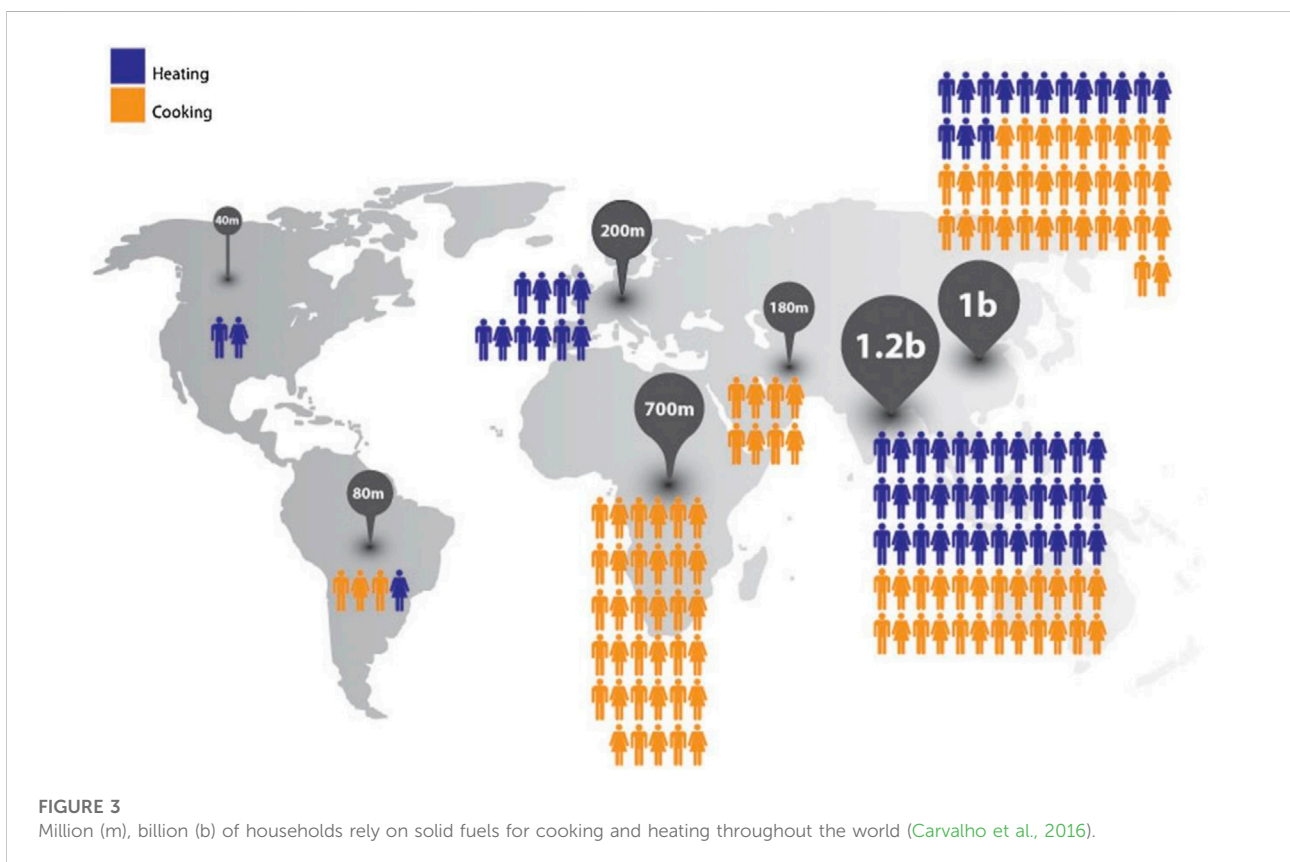 Heating
Cooking
40m
200m
180m
1b
1.2b
700m
80m
FIGURE 3
Million (m), billion (b) of households rely on solid fuels for cooking and heating throughout the world (Carvalho et al., 2016).